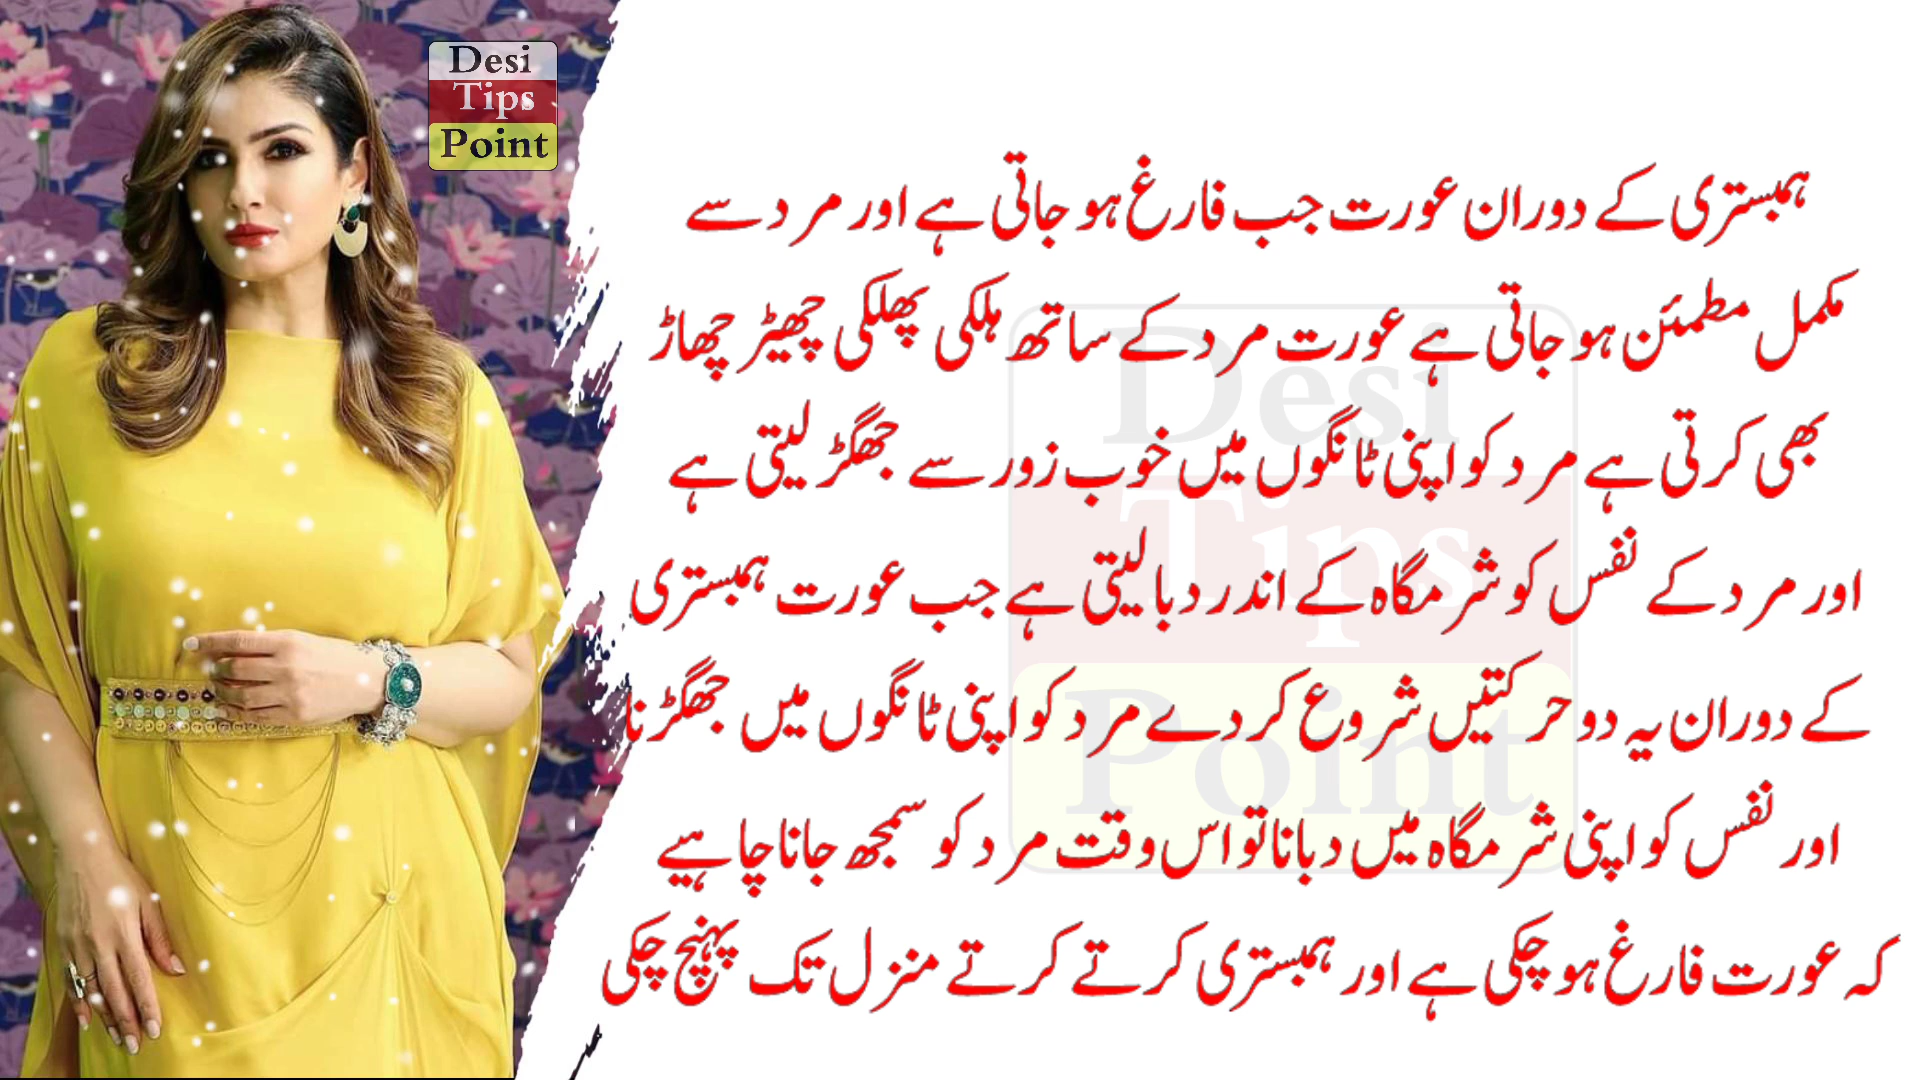 Desi
Tips
Point
ہمبستری کے دوران عورت جب فارغ ہو جاتی ہے اور مرد سے
مکمل مطمئن ہو جاتی ہے عورت مرد کے ساتھ ہلکی پھلکی چھیڑ چھاڑ
بھی کرتی ہے مرد کو اپنی ٹانگوں میں خوب زور سے جھگڑ لیتی ہے
اور مرد کے نفس کو شرمگاہ کے اندر دبا لیتی ہے جب عورت ہمبستری
کے دوران یہ دو حرکتیں شروع کر دے مرد کو اپنی ٹانگوں میں جھگڑنا
اور نفس کو اپنی شرمگاہ میں دبانا تو اس وقت مرد کو سمجھ جانا چاہیے
کہ عورت فارغ ہو چکی ہے اور ہمبستری کرتے کرتے منزل تک پہنچ چکی
Desi
Tips
Point